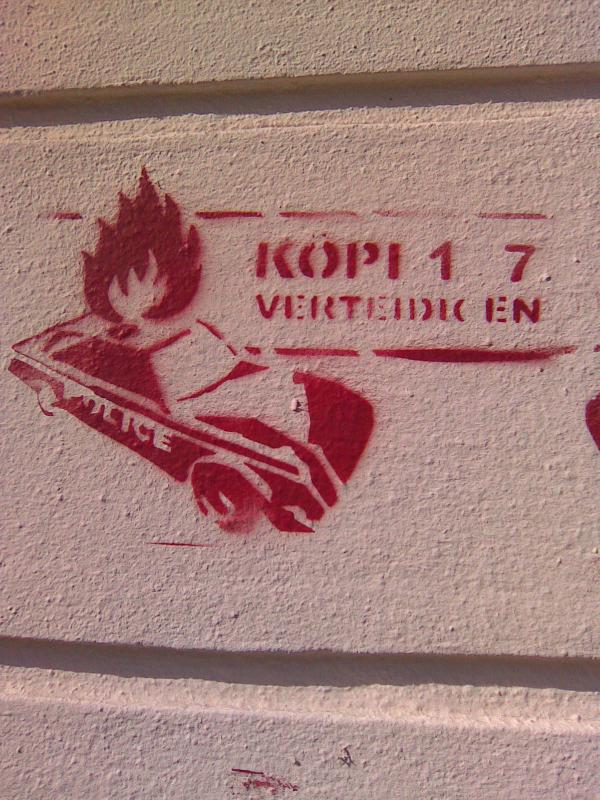 KÖPI 1 7
VERTEIDIGEN
POLICE